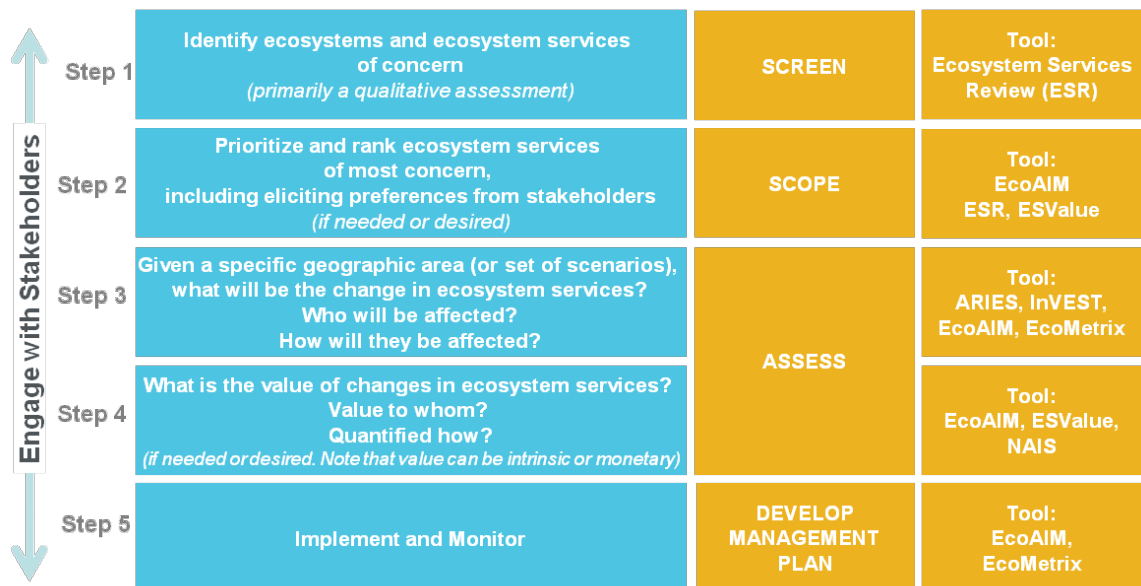 Engage with Stakeholders
Step 1
Identify ecosystems and ecosystem services
of concern
(primarily a qualitative assessment)
SCREEN
Tool:
Ecosystem Services
Review (ESR)
Step 2
Prioritize and rank ecosystem services
of most concern,
including eliciting preferences from stakeholders
(if needed or desired)
SCOPE
Tool:
EcoAIM
ESR, ESValue
Step 3
Given a specific geographic area (or set of scenarios),
what will be the change in ecosystem services?
Who will be affected?
How will they be affected?
ASSESS
Tool:
ARIES, InVEST,
EcoAIM, EcoMetrix
Step 4
What is the value of changes in ecosystem services?
Value to whom?
Quantified how?
(if needed or desired. Note that value can be intrinsic or monetary)
Tool:
EcoAIM, ESValue,
NAIS
Step 5
Implement and Monitor
DEVELOP
MANAGEMENT
PLAN
Tool:
EcoAIM,
EcoMetrix